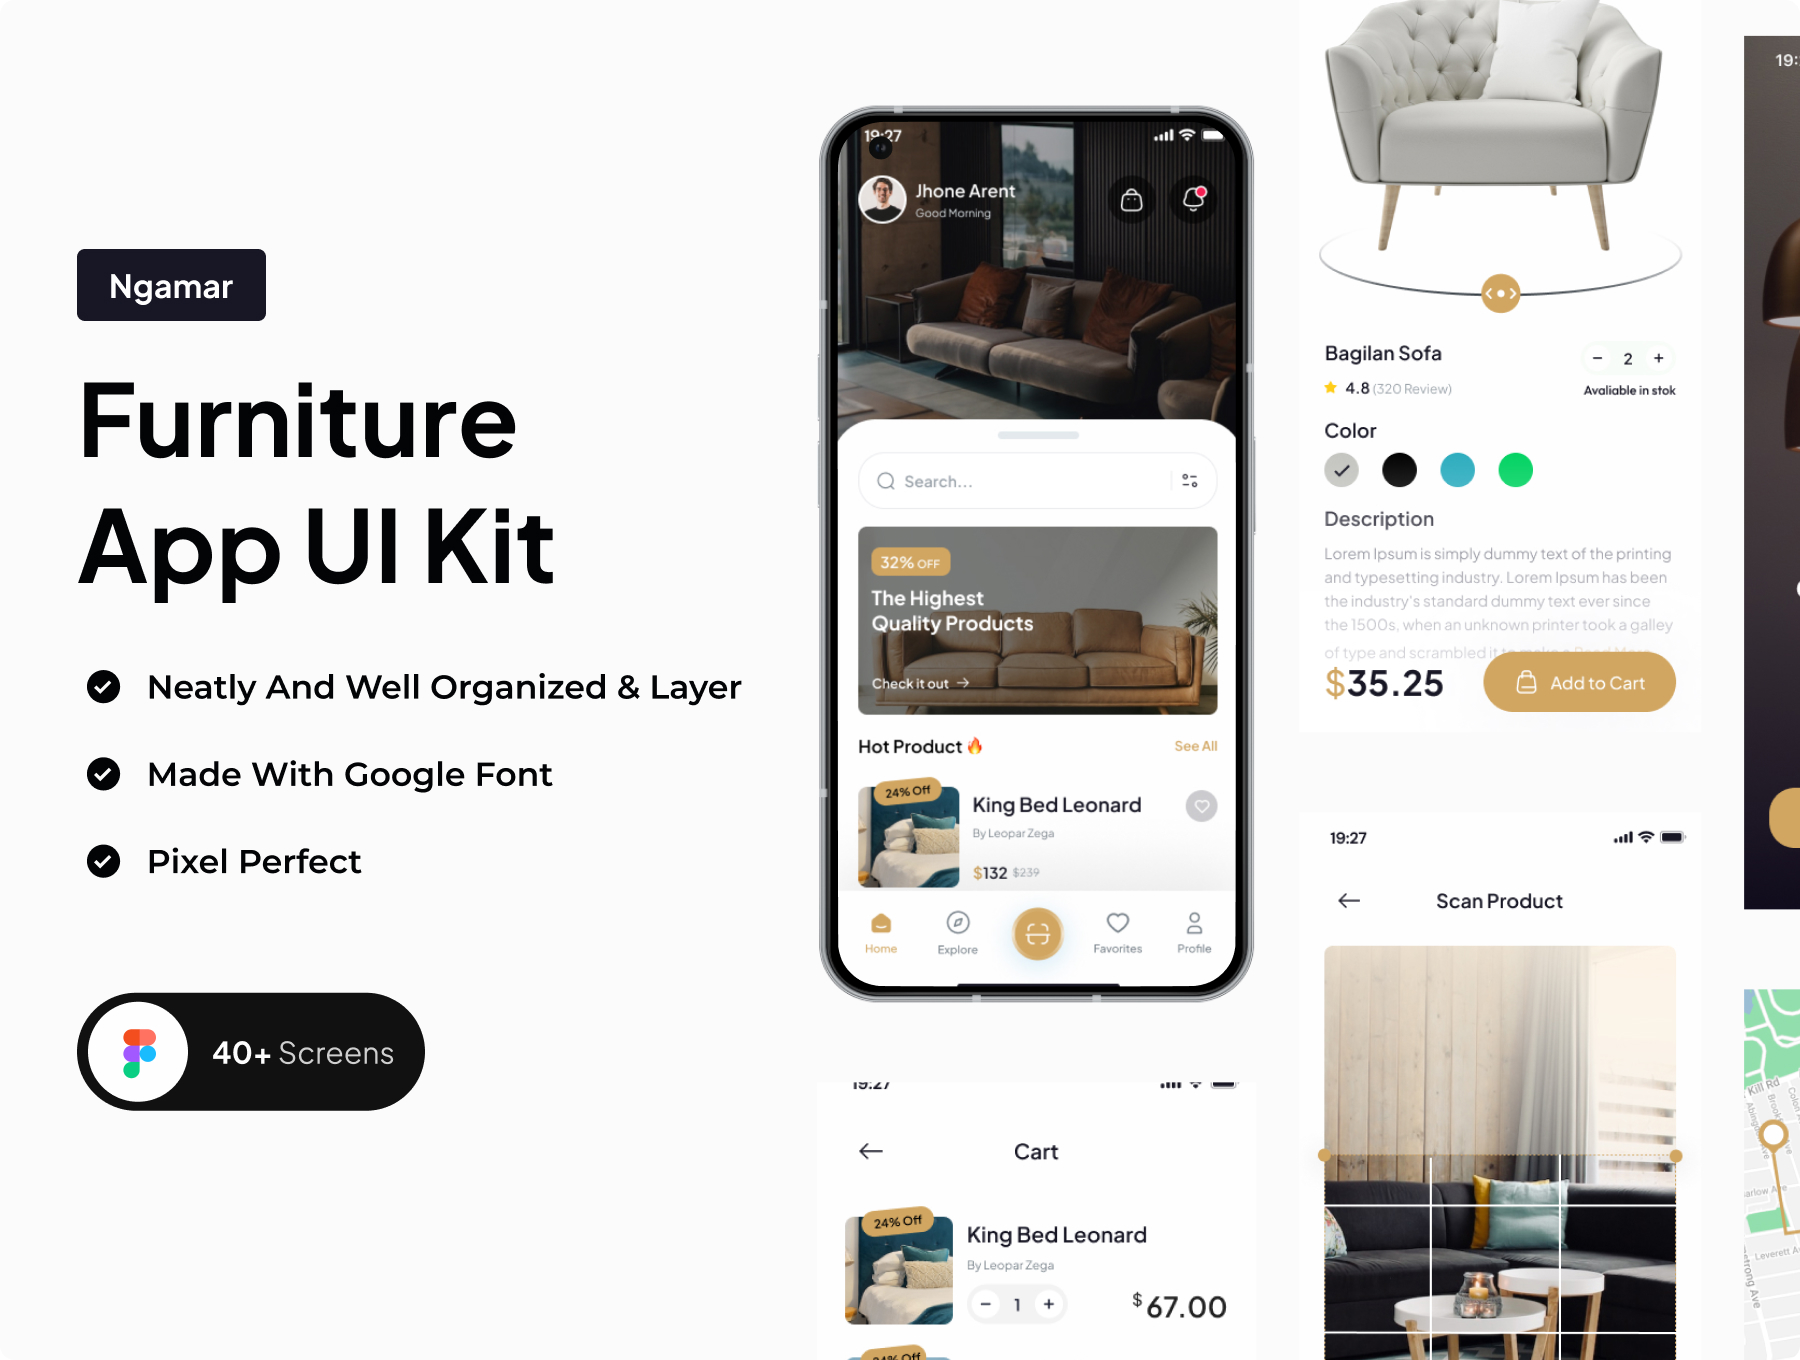 Ngamar
Furniture
App UI Kit
Neatly And Well Organized & Layer
Made With Google Font
Pixel Perfect
40+ Screens
19:27
Jhone Arent
Good Morning
Search...
32% OFF
The Highest
Quality Products
Check it out
Hot Product
See All
24% Off
King Bed Leonard
By Leopar Zega
$132 $239
Home
Explore
Favorites
Profile
19:27
Cart
24% Off
King Bed Leonard
By Leopar Zega
1
$67.00
24% Off
Bagilan Sofa
2
4.8 (320 Review)
Avaliable in stok
Color
Description
Lorem Ipsum is simply dummy text of the printing
and typesetting industry. Lorem Ipsum has been
the industry's standard dummy text ever since
the 1500s, when an unknown printer took a galley
of type and scrambled it to make a Read More
$35.25
Add to Cart
19:27
Scan Product
19:
Kill Rd
Leverett